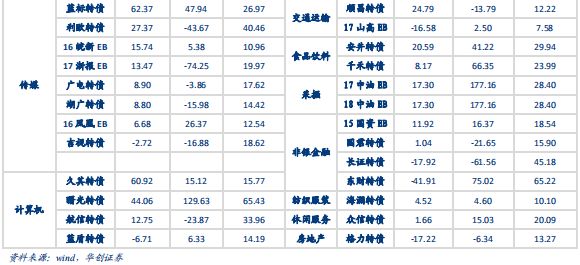 蓝标转债 62.37 47.94 26.97 交通运输 顺昌转债 24.79 -13.79 12.22
利欧转债 27.37 -43.67 40.46 17 山高 EB -16.58 2.50 7.58
16 皖新 EB 15.74 5.38 10.96 食品饮料 安井转债 20.59 41.22 29.94
17 浙报 EB 13.47 -74.25 19.97 千禾转债 8.17 66.35 23.99
传媒 广电转债 8.90 -3.86 17.62 采掘 17 中油 EB 17.30 177.16 28.40
湖广转债 8.80 -15.98 14.42 18 中油 EB 17.30 177.16 28.40
16 凤凰 EB 6.68 26.37 12.54 非银金融 15 国资 EB 11.92 16.37 18.54
吉视转债 -2.72 -16.88 18.62 国君转债 1.04 -21.65 15.90
长证转债 -17.92 -61.56 45.18
计算机 久其转债 60.92 15.12 15.77 东财转债 -41.91 75.02 65.22
曙光转债 44.06 129.63 65.43 纺织服装 海澜转债 4.52 4.60 10.10
航信转债 12.75 -23.87 33.96 休闲服务 众信转债 1.66 15.03 20.09
蓝盾转债 -6.71 6.33 14.19 房地产 格力转债 -17.22 -6.34 13.27
资料来源：wind，华创证券